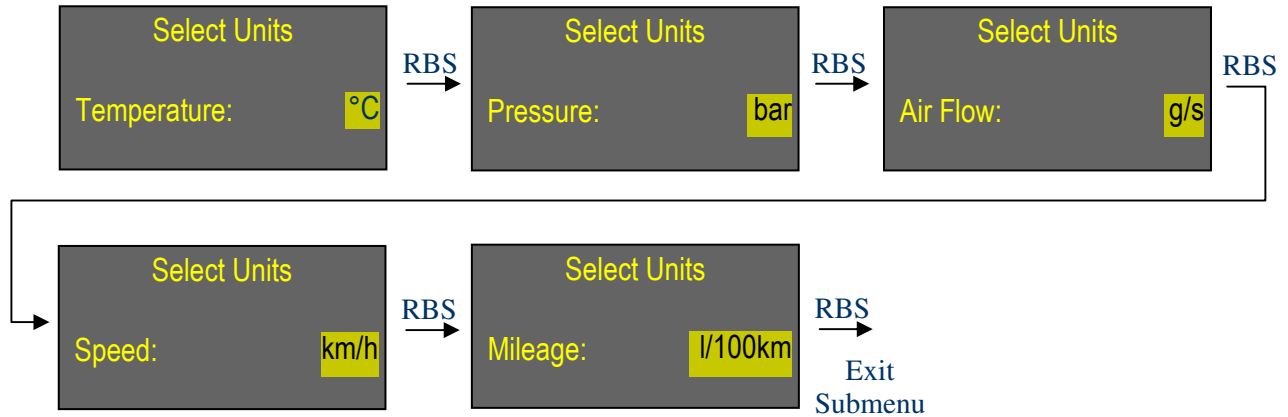 Select Units
Temperature: °C
RBS
Select Units
Pressure: bar
RBS
Select Units
Air Flow: g/s
RBS
Select Units
Speed: km/h
RBS
Select Units
Mileage: l/100km
RBS
Exit
Submenu